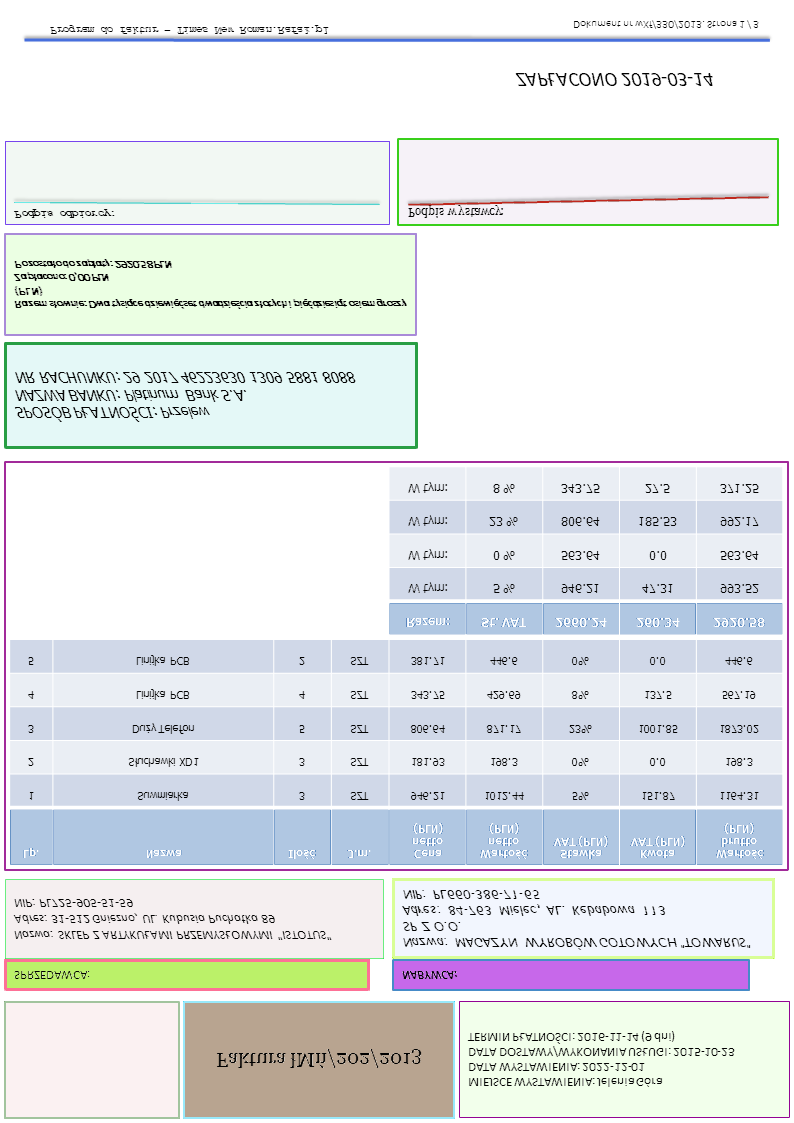 MIEJSCE WYSTAWIENIA: Jelenia Góra
DATA WYSTAWIENIA: 2022-12-01
DATA DOSTAWY/WYKONANIA USŁUGI: 2015-10-23
TERMIN PŁATNOŚCI: 2016-11-14 (9 dni)
Faktura lMń/202/2013
SPRZEDAWCA:
Nazwa: SKLEP Z ARTYKUŁAMI PRZEMYSŁOWYMI "ISTOTUS"
Adres: 31-512 Gniezno, UL. Kubusia Puchatka 89
NIP: PL725-905-51-59
NABYWCA:
Nazwa: MAGAZYN WYROBÓW GOTOWYCH "TOWARUS"
SP Z O.O.
Adres: 84-763 Mielec, AL. Kebabowa 113
NIP: PL660-386-71-65
Lp. Nazwa Ilość J.m. Cena netto (PLN) Wartość netto (PLN) Stawka VAT (PLN) Kwota VAT (PLN) Wartość brutto (PLN)
1 Suwmiarka 3 SZT 946.21 1012.44 5% 151.87 1164.31
2 Słuchawki XD1 3 SZT 181.93 198.3 0% 0.0 198.3
3 Duży Telefon 5 SZT 806.64 871.17 23% 1001.85 1873.02
4 Linijka PCB 4 SZT 343.75 429.69 8% 137.5 567.19
5 Linijka PCB 2 SZT 381.71 446.6 0% 0.0 446.6
Razem: St. VAT 2660.24 260.34 2920.58
W tym: 5 % 946.21 47.31 993.52
W tym: 0 % 563.64 0.0 563.64
W tym: 23 % 806.64 185.53 992.17
W tym: 8 % 343.75 27.5 371.25
SPOSÓB PŁATNOŚCI: Przelew
NAZWA BANKU: Platinum Bank S.A.
NR RACHUNKU: 29 2017 46223630 1309 5881 8088
Razem słownie: Dwa tysiące dziewięćset dwadzieścia złotych i pięćdziesiąt osiem groszy
(PLN)
Zapłacono: 0,00 PLN
Pozostało do zapłaty: 2920.58 PLN
Podpis odbiorcy:
Podpis wystawcy:
ZAPŁACONO 2019-03-14
Program do Faktur - Times New Roman.Rafał.pl
Dokument nr wXf/330/2013, Strona 1 / 3